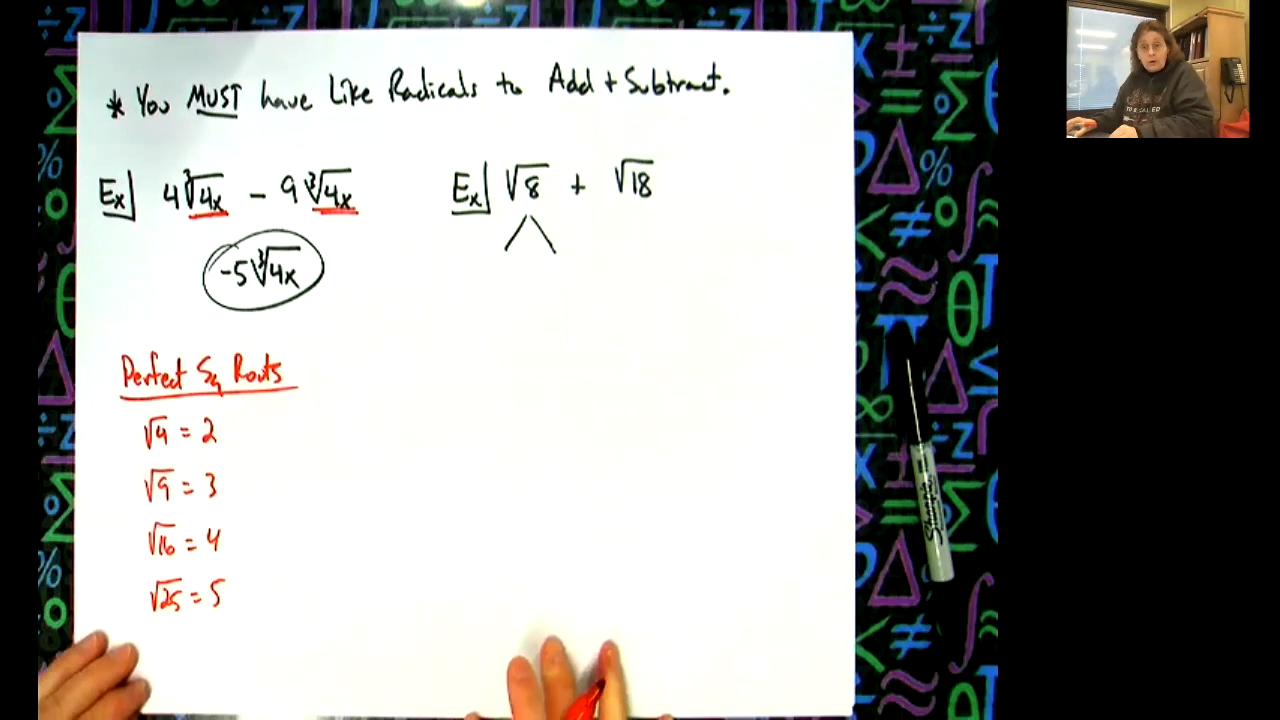 * You MUST have Like Radicals to Add + Subtract.
Ex] 4∛4x - 9∛4x
-5∛4x
Ex] √8 + √18
Perfect Sq Roots
√4 = 2
√9 = 3
√16 = 4
√25 = 5
Sharpie